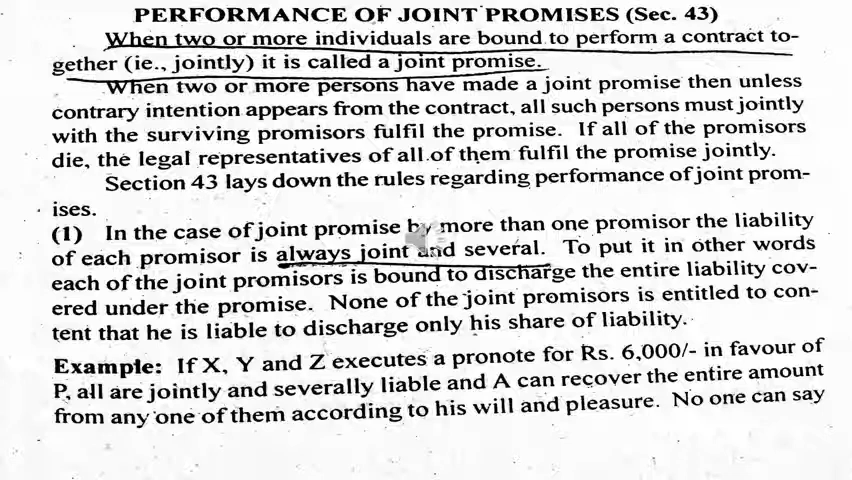 PERFORMANCE OF JOINT PROMISES (Sec. 43)
When two or more individuals are bound to perform a contract to-
gether (ie., jointly) it is called a joint promise.
When two or more persons have made a joint promise then unless
contrary intention appears from the contract, all such persons must jointly
with the surviving promisors fulfil the promise. If all of the promisors
die, the legal representatives of all of them fulfil the promise jointly.
Section 43 lays down the rules regarding performance of joint prom-
ises.
(1) In the case of joint promise by more than one promisor the liability
of each promisor is always joint and several. To put it in other words
each of the joint promisors is bound to discharge the entire liability cov-
ered under the promise. None of the joint promisors is entitled to con-
tent that he is liable to discharge only his share of liability.
Example: If X, Y and Z executes a pronote for Rs. 6,000/- in favour of
P, all are jointly and severally liable and A can recover the entire amount
from any one of them according to his will and pleasure. No one can say